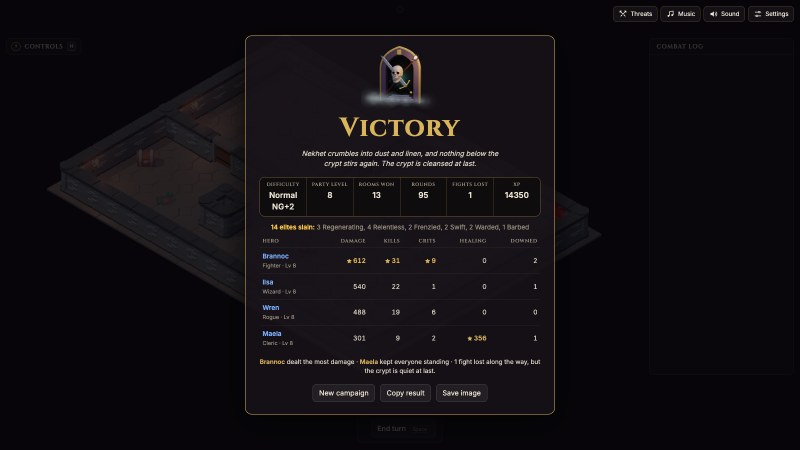 Threats Music Sound Settings
CONTROLS
COMBAT LOG
VICTORY
Nekhet crumbles into dust and linen, and nothing below the
crypt stirs again. The crypt is cleansed at last.
DIFFICULTY PARTY LEVEL ROOMS WON ROUNDS FIGHTS LOST XP
Normal 8 13 95 1 14350
NG+2
14 elites slain: 3 Regenerating, 4 Relentless, 2 Frenzied, 2 Swift, 2 Warded, 1 Barbed
HERO DAMAGE KILLS CRITS HEALING DOWNED
Brannoc ★ 612 ★ 31 ★ 9 0 2
Fighter · Lv 8
Ilsa 540 22 1 0 1
Wizard · Lv 8
Wren 488 19 6 0 0
Rogue · Lv 8
Maela 301 9 2 ★ 356 1
Cleric · Lv 8
Brannoc dealt the most damage · Maela kept everyone standing · 1 fight lost along the way, but
the crypt is quiet at last.
New campaign Copy result Save image
End turn